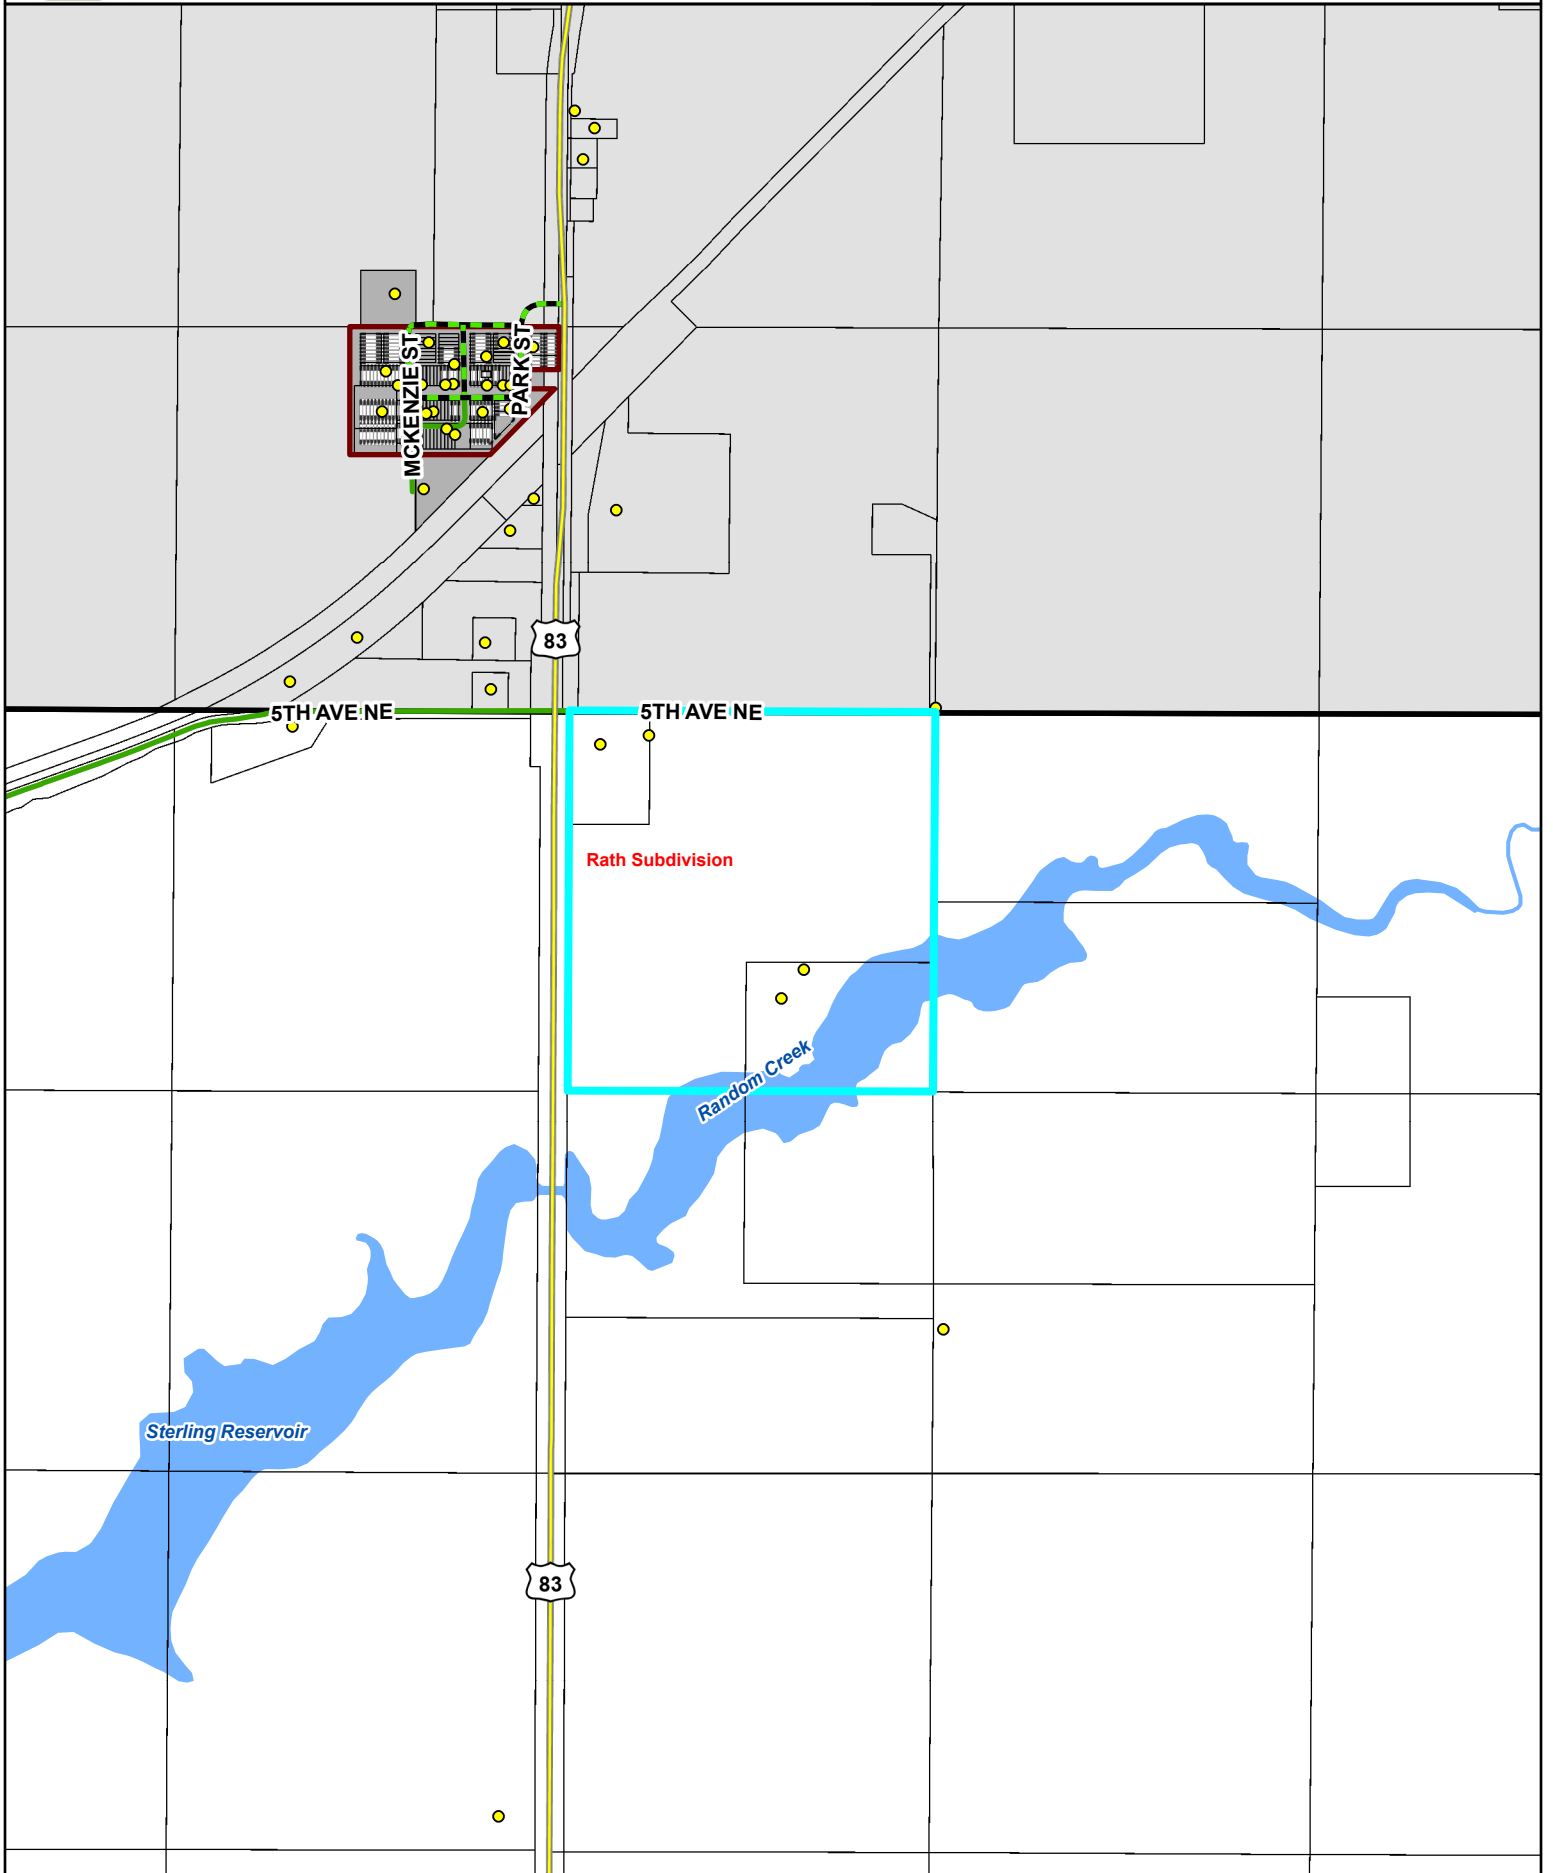 MCKENZIE ST
PARK ST
83
5TH AVE NE
5TH AVE NE
Rath Subdivision
Random Creek
Sterling Reservoir
83